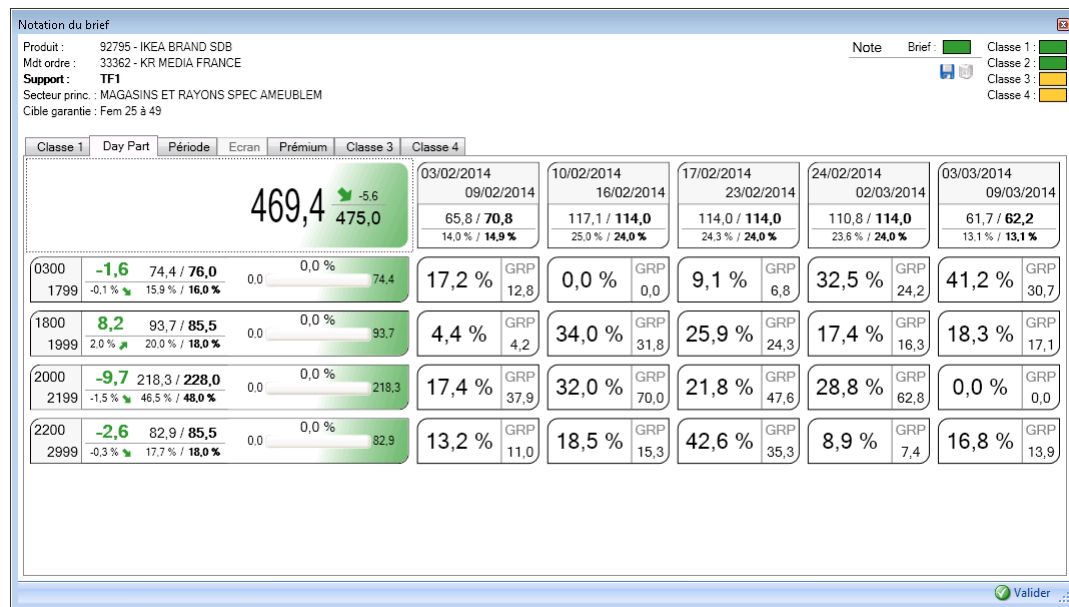 Notation du brief
Produit : 92795 - IKEA BRAND SDB
Mdt ordre : 33362 - KR MEDIA FRANCE
Support : TF1
Secteur princ. : MAGASINS ET RAYONS SPEC AMEUBLEM
Cible garantie : Fem 25 à 49
Note Brief : Classe 1 :
Classe 2 :
Classe 3 :
Classe 4 :
Classe 1 Day Part Période Ecran Prémium Classe 3 Classe 4
469,4 -5,6 475,0
03/02/2014 09/02/2014
65,8 / 70,8
14,0 % / 14,9 %
10/02/2014 16/02/2014
117,1 / 114,0
25,0 % / 24,0 %
17/02/2014 23/02/2014
114,0 / 114,0
24,3 % / 24,0 %
24/02/2014 02/03/2014
110,8 / 114,0
23,6 % / 24,0 %
03/03/2014 09/03/2014
61,7 / 62,2
13,1 % / 13,1 %
0300 1799 -1,6 74,4 / 76,0 -0,1 % 15,9 % / 16,0 % 0.0 0,0 % 74,4 17,2 % GRP 12,8 0,0 % GRP 0,0 9,1 % GRP 6,8 32,5 % GRP 24,2 41,2 % GRP 30,7
1800 1999 8,2 93,7 / 85,5 2,0 % 20,0 % / 18,0 % 0.0 0,0 % 93,7 4,4 % GRP 4,2 34,0 % GRP 31,8 25,9 % GRP 24,3 17,4 % GRP 16,3 18,3 % GRP 17,1
2000 2199 -9,7 218,3 / 228,0 -1,5 % 46,5 % / 48,0 % 0.0 0,0 % 218,3 17,4 % GRP 37,9 32,0 % GRP 70,0 21,8 % GRP 47,6 28,8 % GRP 62,8 0,0 % GRP 0,0
2200 2999 -2,6 82,9 / 85,5 -0,3 % 17,7 % / 18,0 % 0.0 0,0 % 82,9 13,2 % GRP 11,0 18,5 % GRP 15,3 42,6 % GRP 35,3 8,9 % GRP 7,4 16,8 % GRP 13,9
Valider